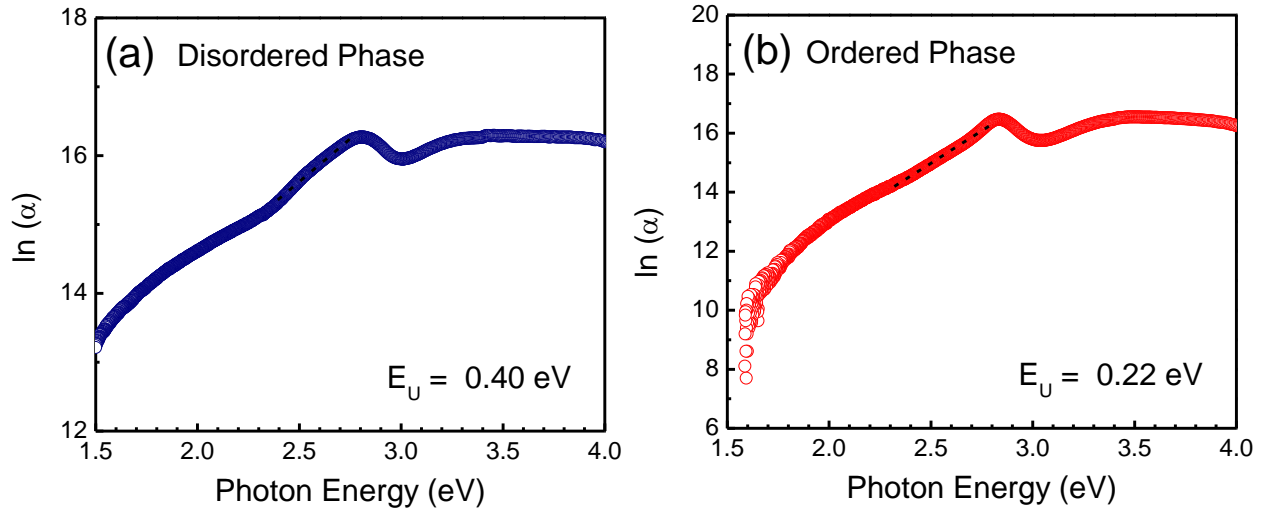 (a) Disordered Phase
ln (α)
18
16
14
12
E_U = 0.40 eV
1.5 2.0 2.5 3.0 3.5 4.0
Photon Energy (eV)
(b) Ordered Phase
ln (α)
20
18
16
14
12
10
8
6
E_U = 0.22 eV
1.5 2.0 2.5 3.0 3.5 4.0
Photon Energy (eV)